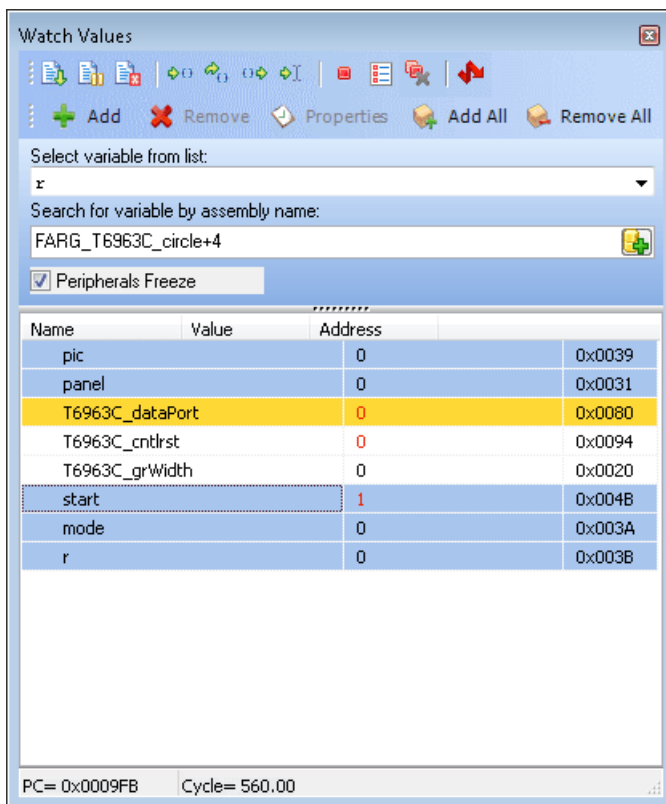 Watch Values
Add Remove Properties Add All Remove All
Select variable from list:
r
Search for variable by assembly name:
FARG_T6963C_circle+4
Peripherals Freeze
Name Value Address
pic 0 0x0039
panel 0 0x0031
T6963C_dataPort 0 0x0080
T6963C_cntlrst 0 0x0094
T6963C_grWidth 0 0x0020
start 1 0x004B
mode 0 0x003A
r 0 0x003B
PC= 0x0009FB Cycle= 560.00